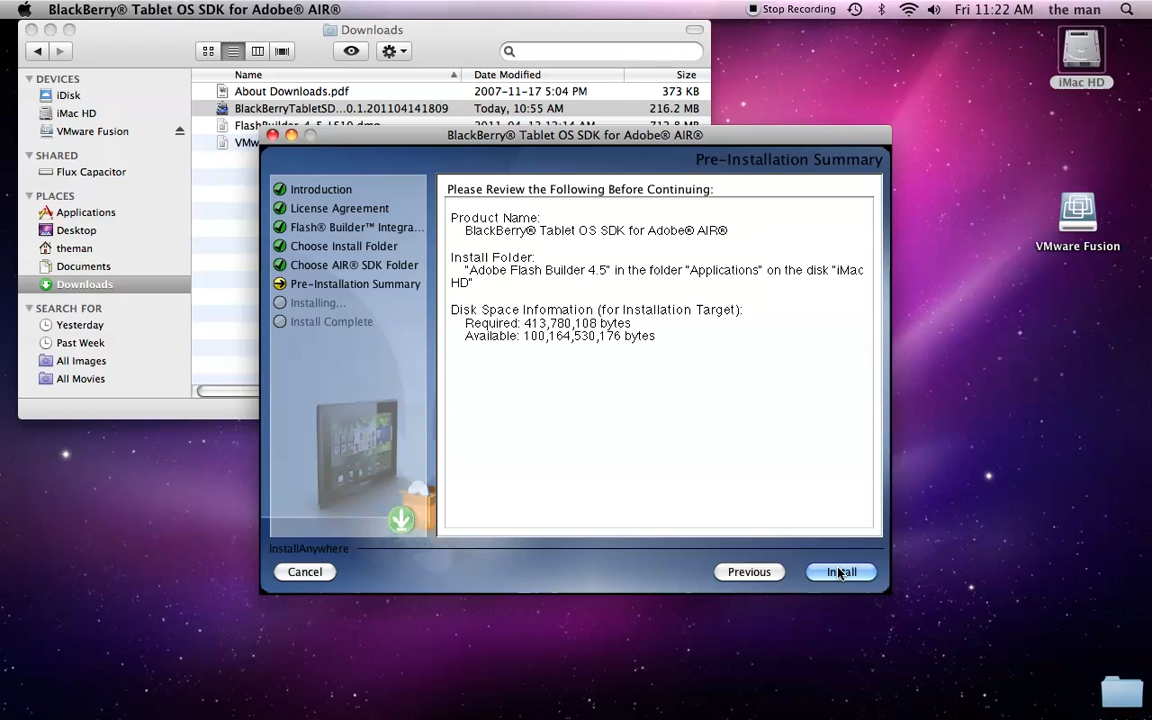 BlackBerry® Tablet OS SDK for Adobe® AIR®
Stop Recording
Fri 11:22 AM
the man
Downloads
Name
Date Modified
Size
DEVICES
iDisk
iMac HD
VMware Fusion
SHARED
Flux Capacitor
PLACES
Applications
Desktop
theman
Documents
Downloads
SEARCH FOR
Yesterday
Past Week
All Images
All Movies
About Downloads.pdf
2007-11-17 5:04 PM
373 KB
BlackBerryTabletSD...0.1.201104141809
Today, 10:55 AM
216.2 MB
BlackBerry® Tablet OS SDK for Adobe® AIR®
Pre-Installation Summary
Introduction
License Agreement
Flash® Builder™ Integra...
Choose Install Folder
Choose AIR® SDK Folder
Pre-Installation Summary
Installing...
Install Complete
Please Review the Following Before Continuing:
Product Name:
BlackBerry® Tablet OS SDK for Adobe® AIR®
Install Folder:
"Adobe Flash Builder 4.5" in the folder "Applications" on the disk "iMac
HD"
Disk Space Information (for Installation Target):
Required: 413,780,108 bytes
Available: 100,164,530,176 bytes
InstallAnywhere
Cancel
Previous
Install
iMac HD
VMware Fusion